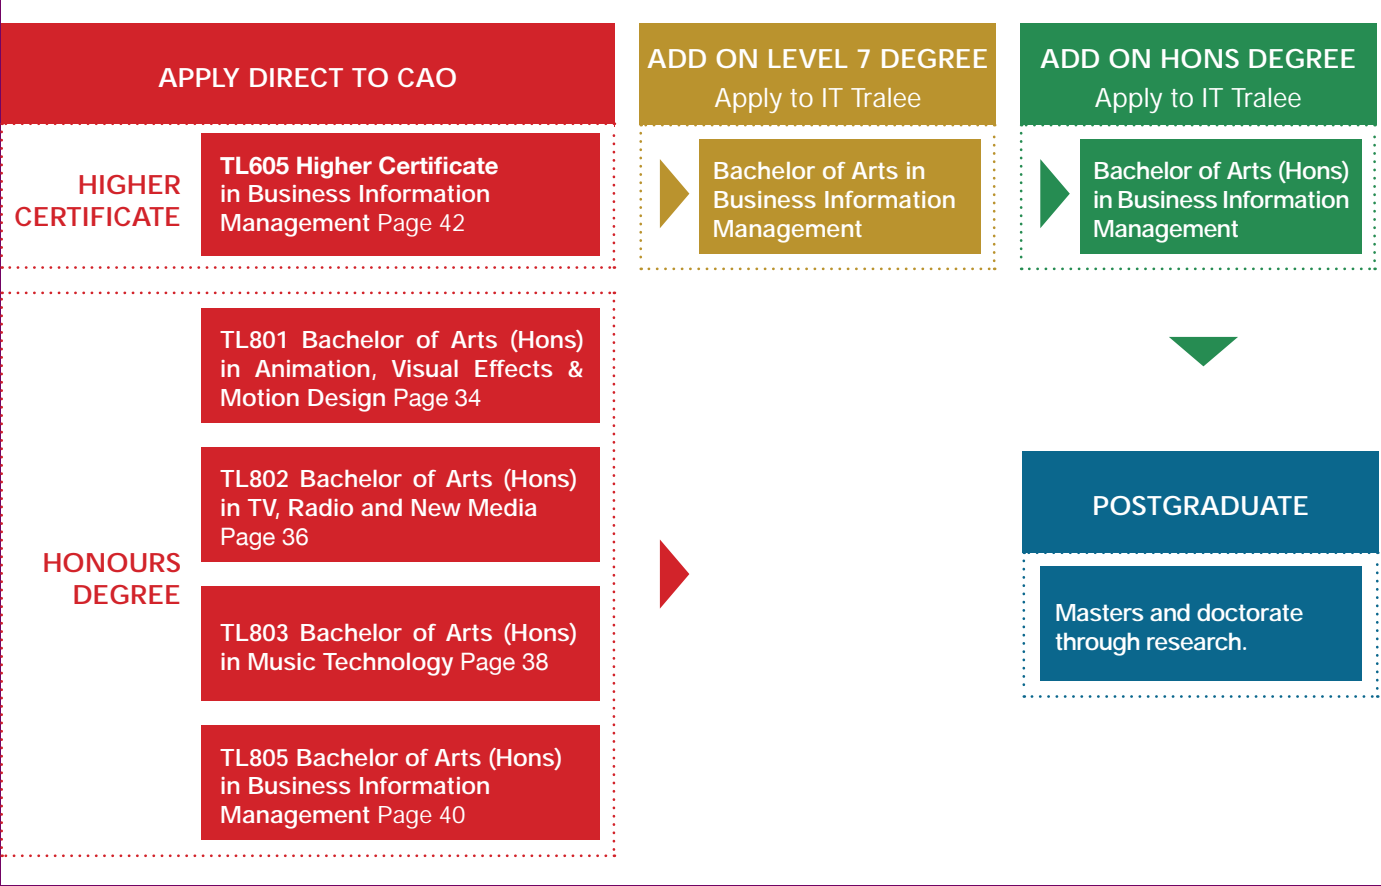 APPLY DIRECT TO CAO
ADD ON LEVEL 7 DEGREE
Apply to IT Tralee
ADD ON HONS DEGREE
Apply to IT Tralee
HIGHER
CERTIFICATE
TL605 Higher Certificate
in Business Information
Management Page 42
Bachelor of Arts in
Business Information
Management
Bachelor of Arts (Hons)
in Business Information
Management
HONOURS
DEGREE
TL801 Bachelor of Arts (Hons)
in Animation, Visual Effects &
Motion Design Page 34
TL802 Bachelor of Arts (Hons)
in TV, Radio and New Media
Page 36
TL803 Bachelor of Arts (Hons)
in Music Technology Page 38
TL805 Bachelor of Arts (Hons)
in Business Information
Management Page 40
POSTGRADUATE
Masters and doctorate
through research.